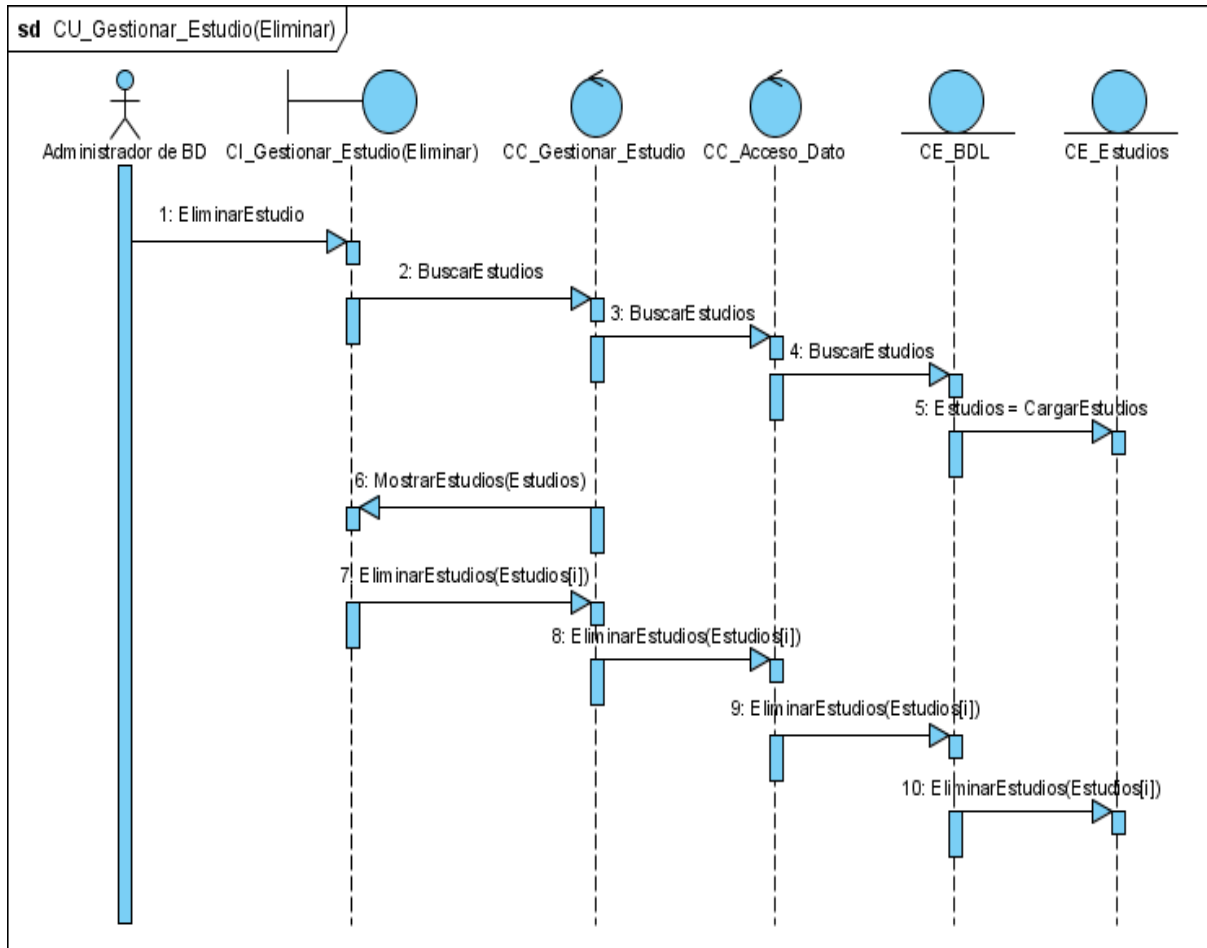 sd CU_Gestionar_Estudio(Eliminar)
Administrador de BD
CI_Gestionar_Estudio(Eliminar)
CC_Gestionar_Estudio
CC_Acceso_Dato
CE_BDL
CE_Estudios
1: EliminarEstudio
2: BuscarEstudios
3: BuscarEstudios
4: BuscarEstudios
5: Estudios = CargarEstudios
6: MostrarEstudios(Estudios)
7: EliminarEstudios(Estudios[i])
8: EliminarEstudios(Estudios[i])
9: EliminarEstudios(Estudios[i])
10: EliminarEstudios(Estudios[i])